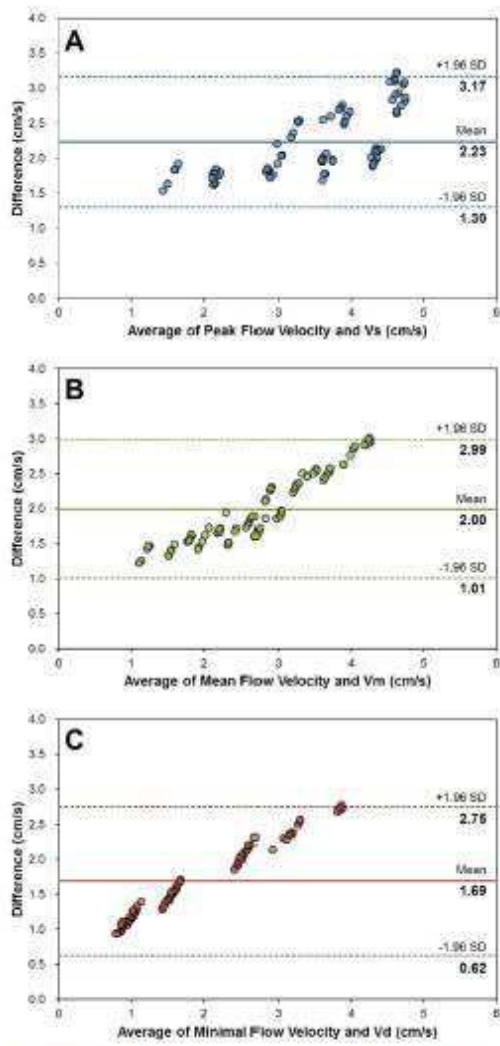 A
4.0
3.5
3.0
2.5
2.0
1.5
1.0
0.5
0.0
Difference (cm/s)
+1.96 SD
3.17
Mean
2.23
-1.96 SD
1.30
0 1 2 3 4 5 6
Average of Peak Flow Velocity and Vs (cm/s)
B
4.0
3.5
3.0
2.5
2.0
1.5
1.0
0.5
0.0
Difference (cm/s)
+1.96 SD
2.99
Mean
2.00
-1.96 SD
1.01
0 1 2 3 4 5 6
Average of Mean Flow Velocity and Vm (cm/s)
C
4.0
3.5
3.0
2.5
2.0
1.5
1.0
0.5
0.0
Difference (cm/s)
+1.96 SD
2.75
Mean
1.69
-1.96 SD
0.62
0 1 2 3 4 5 6
Average of Minimal Flow Velocity and Vd (cm/s)